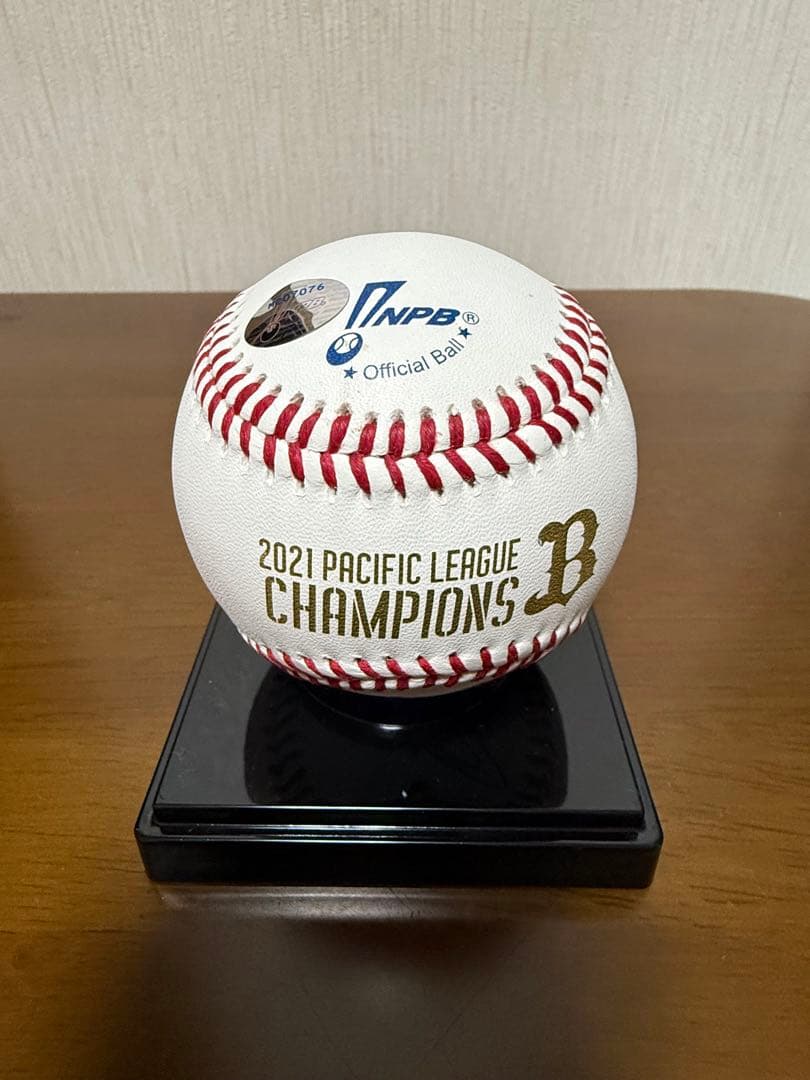 NPB®
★ Official Ball ★
2021 PACIFIC LEAGUE
CHAMPIONS
B